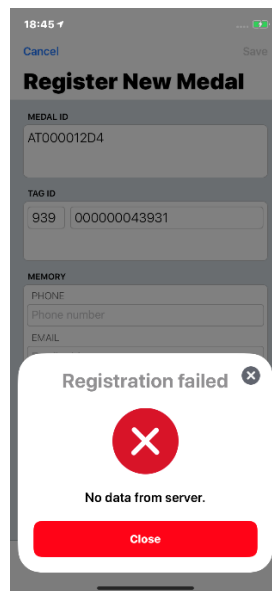 18:45
Cancel
Save
Register New Medal
MEDAL ID
AT000012D4
TAG ID
939
000000043931
MEMORY
PHONE
Phone number
EMAIL
Registration failed
No data from server.
Close